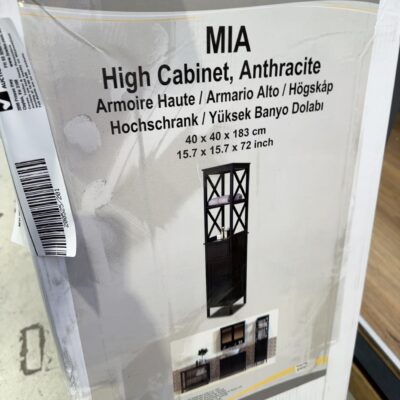 MIA
High Cabinet, Anthracite
Armoire Haute / Armario Alto / Högskåp
Hochschrank / Yüksek Banyo Dolabı
40 x 40 x 183 cm
15.7 x 15.7 x 72 inch